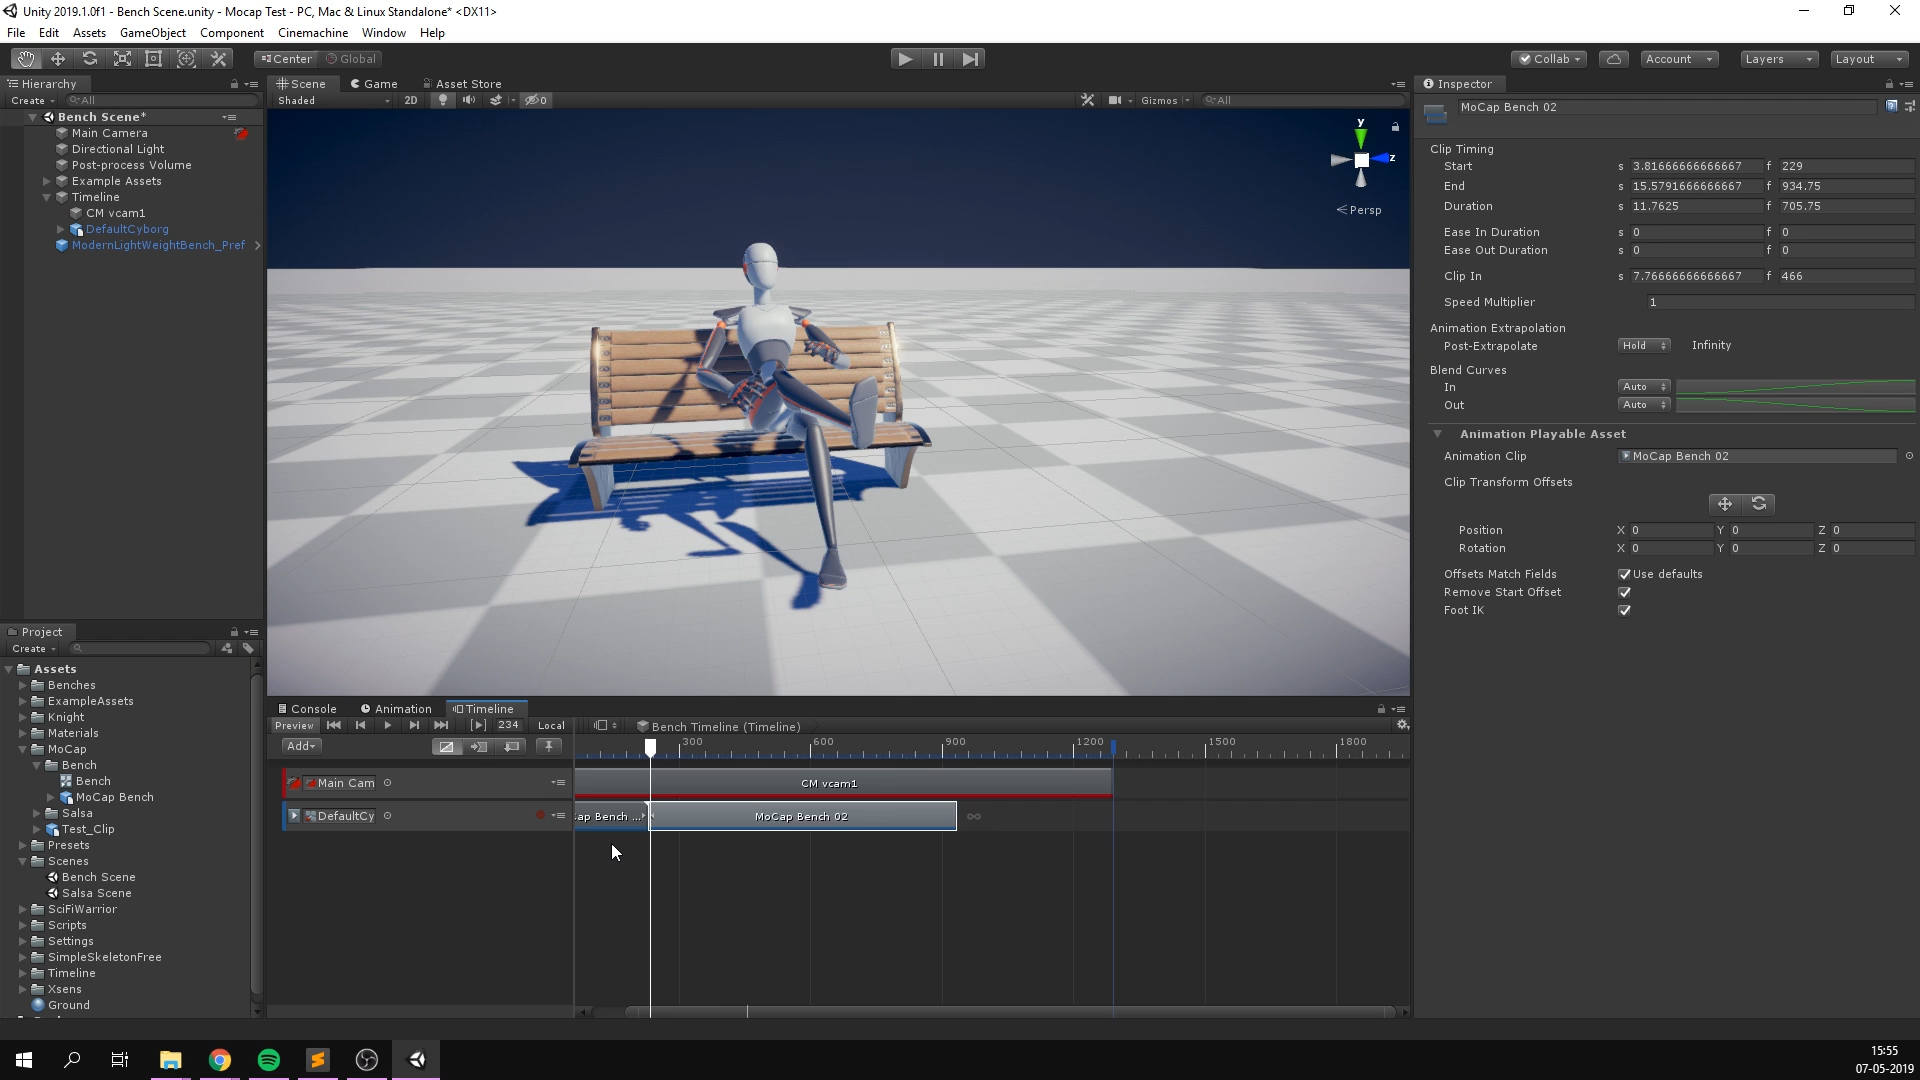 Unity 2019.1.0f1 - Bench Scene.unity - Mocap Test - PC, Mac & Linux Standalone* <DX11>
File Edit Assets GameObject Component Cinemachine Window Help
Center Global Collab Account Layers Layout
Hierarchy
Create All
Bench Scene*
Main Camera
Directional Light
Post-process Volume
Example Assets
Timeline
CM vcam1
DefaultCyborg
ModernLightWeightBench_Pref
Scene Game Asset Store
Shaded 2D 0 Gizmos All
y
z
Persp
Inspector
MoCap Bench 02
Clip Timing
Start s 3.81666666666667 f 229
End s 15.5791666666667 f 934.75
Duration s 11.7625 f 705.75
Ease In Duration s 0 f 0
Ease Out Duration s 0 f 0
Clip In s 7.76666666666667 f 466
Speed Multiplier 1
Animation Extrapolation
Post-Extrapolate Hold Infinity
Blend Curves
In Auto
Out Auto
Animation Playable Asset
Animation Clip MoCap Bench 02
Clip Transform Offsets
Position X 0 Y 0 Z 0
Rotation X 0 Y 0 Z 0
Offsets Match Fields Use defaults
Remove Start Offset
Foot IK
Project
Create
Assets
Benches
ExampleAssets
Knight
Materials
MoCap
Bench
Bench
MoCap Bench
Salsa
Test_Clip
Presets
Scenes
Bench Scene
Salsa Scene
SciFiWarrior
Scripts
Settings
SimpleSkeletonFree
Timeline
Xsens
Ground
Console Animation Timeline
Preview 234 Local Bench Timeline (Timeline)
Add 300 600 900 1200 1500 1800
Main Cam CM vcam1
DefaultCy ap Bench ... MoCap Bench 02
15:55
07-05-2019